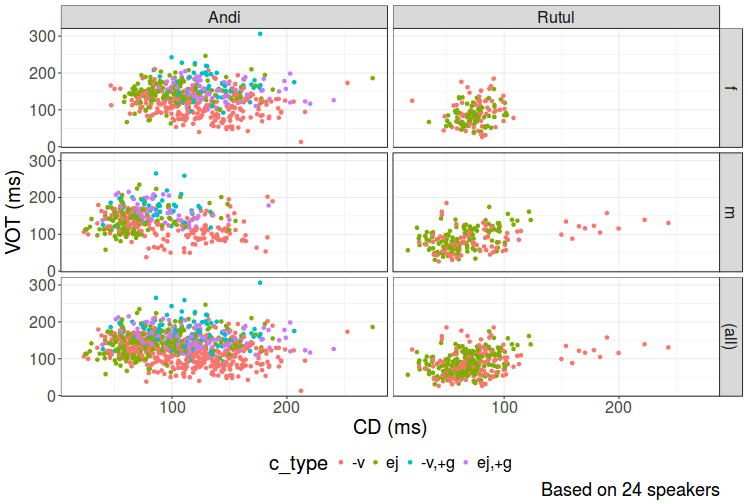 Andi Rutul
300
200
100
0
f
300
200
100
0
m
300
200
100
0
(all)
VOT (ms)
100 200 100 200
CD (ms)
c_type -v ej -v,+g ej,+g
Based on 24 speakers